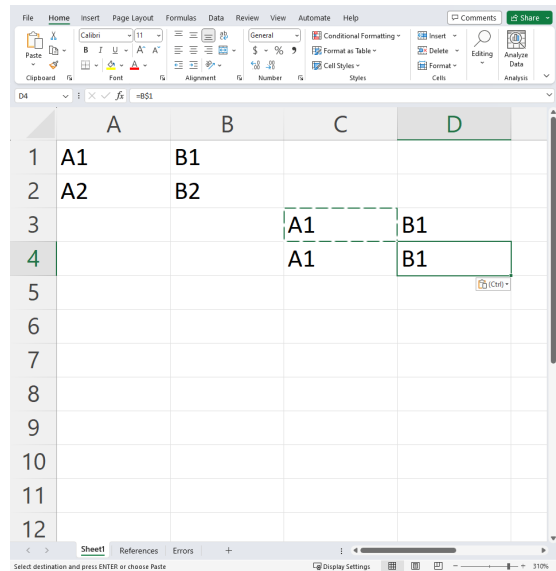 File Home Insert Page Layout Formulas Data Review View Automate Help Comments Share
Calibri 11 General Conditional Formatting Insert
Paste B I U A A $ % 9 Format as Table Delete Editing Analyze Data
A Cell Styles Format
Clipboard Font Alignment Number Styles Cells Analysis
D4 fx =B$1
A B C D
1 A1 B1
2 A2 B2
3 A1 B1
4 A1 B1
5 (Ctrl)
6
7
8
9
10
11
12
Sheet1 References Errors +
Select destination and press ENTER or choose Paste Display Settings 310%